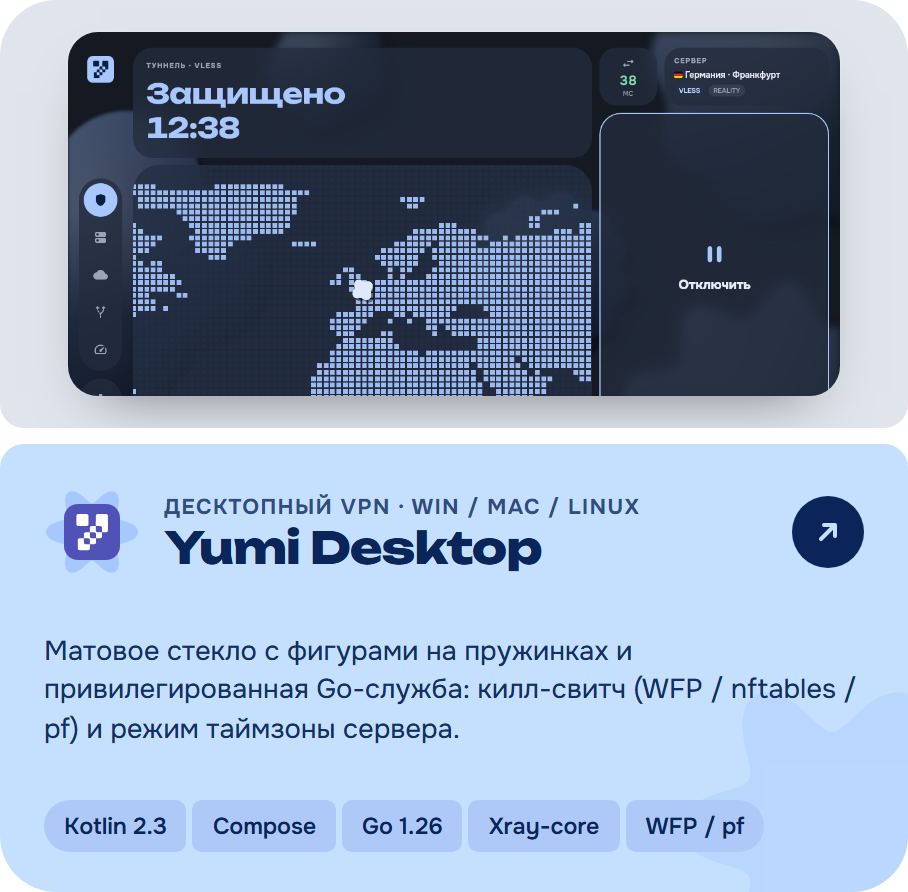 ТУННЕЛЬ · VLESS
Защищено
12:38
38
МС
СЕРВЕР
Германия · Франкфурт
VLESS REALITY
Отключить
ДЕСКТОПНЫЙ VPN · WIN / MAC / LINUX
Yumi Desktop
Матовое стекло с фигурами на пружинках и
привилегированная Go-служба: килл-свитч (WFP / nftables /
pf) и режим таймзоны сервера.
Kotlin 2.3 Compose Go 1.26 Xray-core WFP / pf